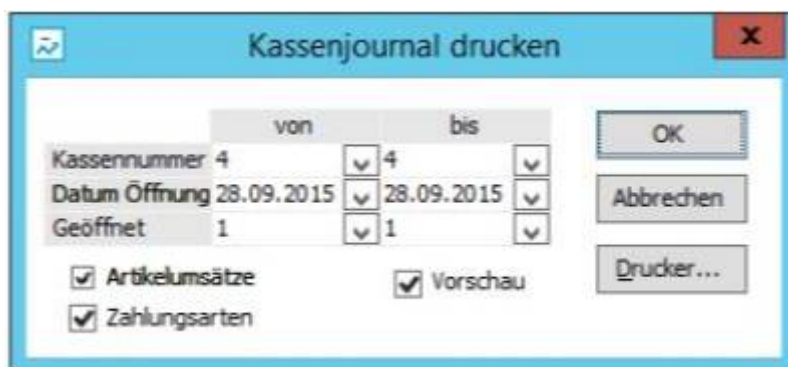 Kassenjournal drucken
x
von bis
OK
Kassennummer 4 4
Datum Öffnung 28.09.2015 28.09.2015
Abbrechen
Geöffnet 1 1
Artikelumsätze
Vorschau
Drucker...
Zahlungsarten